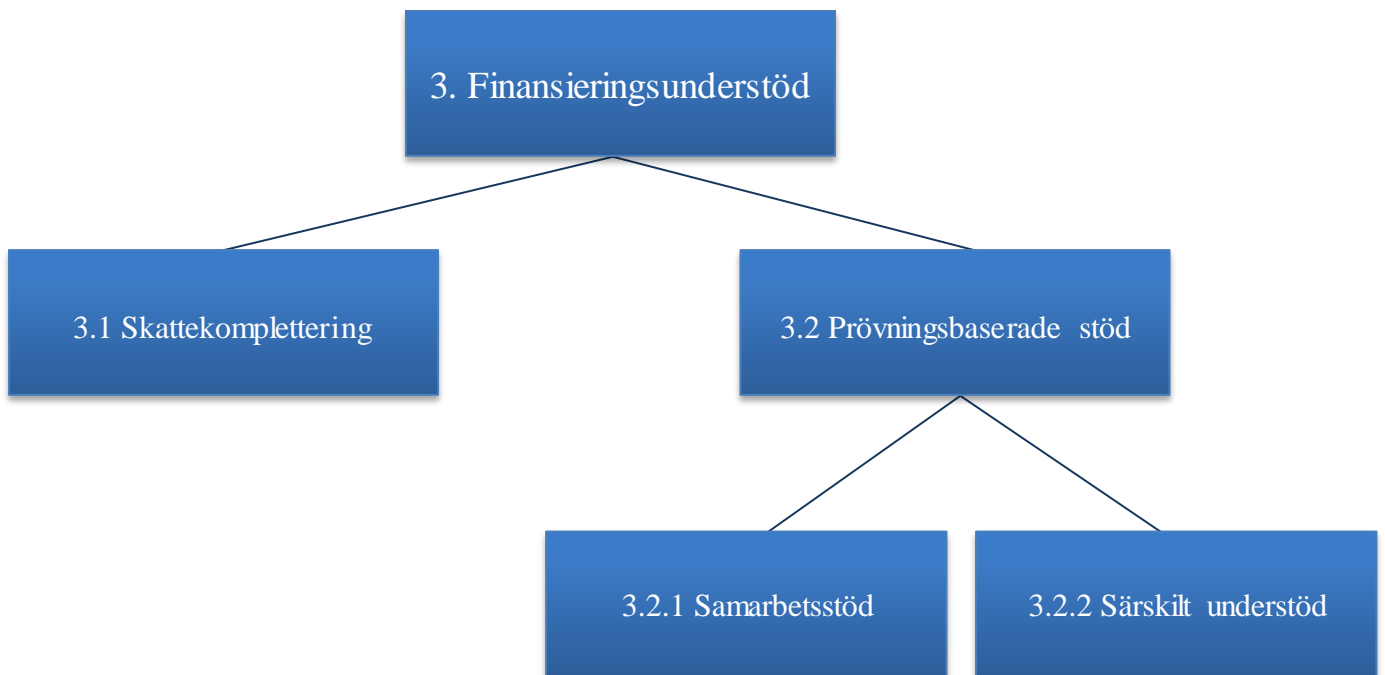 3. Finansieringsunderstöd
3.1 Skattekomplettering
3.2 Prövningsbaserade stöd
3.2.1 Samarbetsstöd
3.2.2 Särskilt understöd